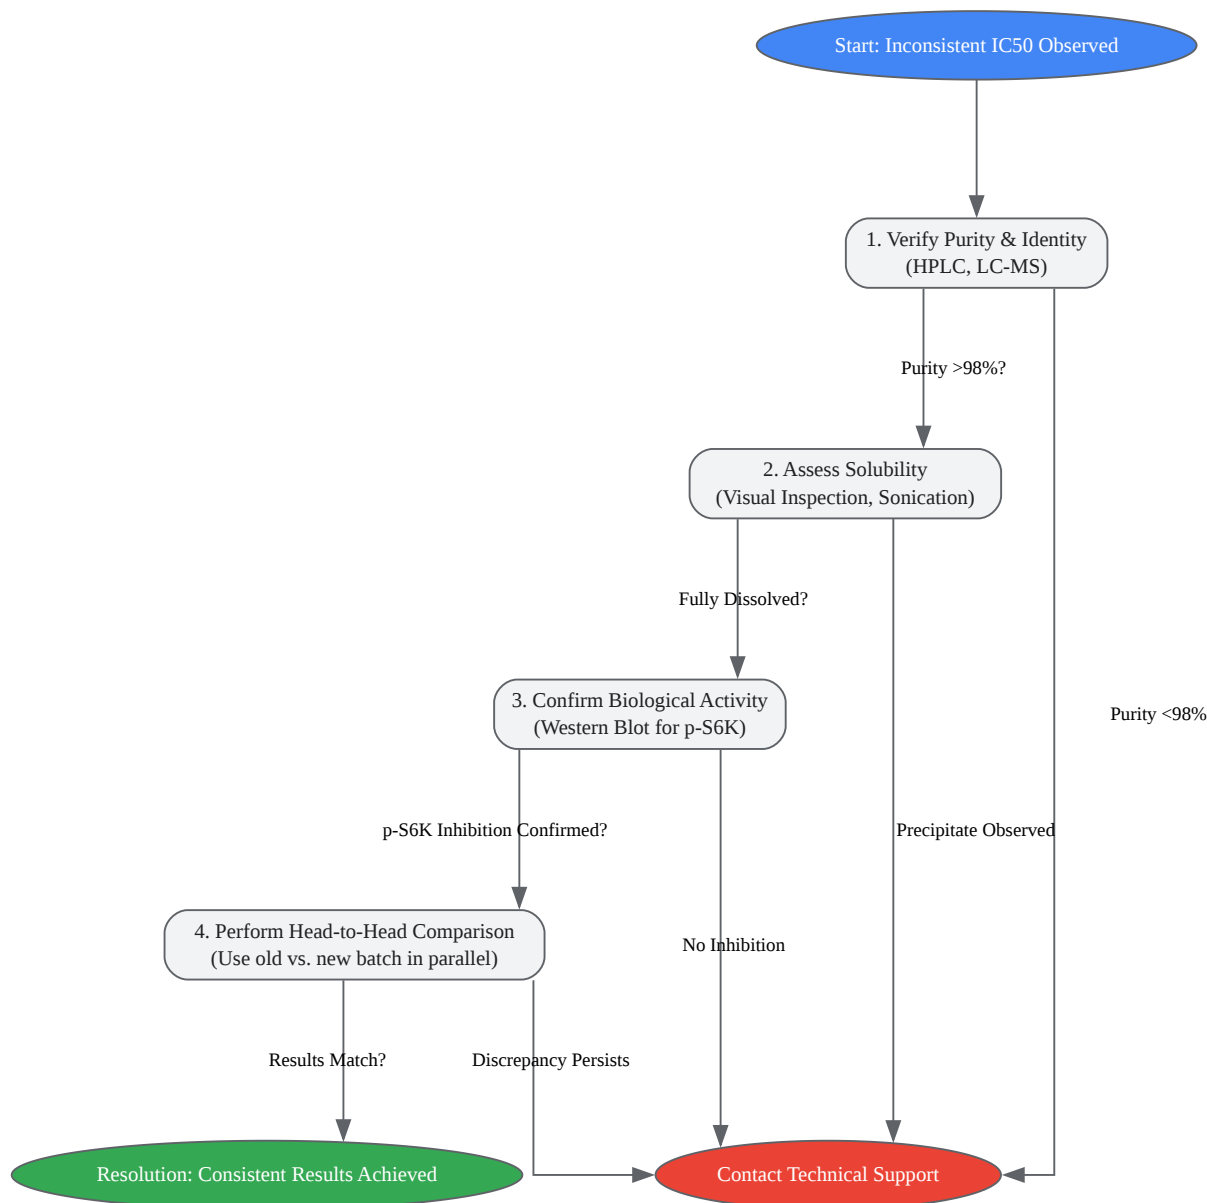 Start: Inconsistent IC50 Observed
1. Verify Purity & Identity
(HPLC, LC-MS)
Purity >98%?
2. Assess Solubility
(Visual Inspection, Sonication)
Fully Dissolved?
3. Confirm Biological Activity
(Western Blot for p-S6K)
Purity <98%
p-S6K Inhibition Confirmed?
Precipitate Observed
4. Perform Head-to-Head Comparison
(Use old vs. new batch in parallel)
No Inhibition
Results Match?
Discrepancy Persists
Resolution: Consistent Results Achieved
Contact Technical Support